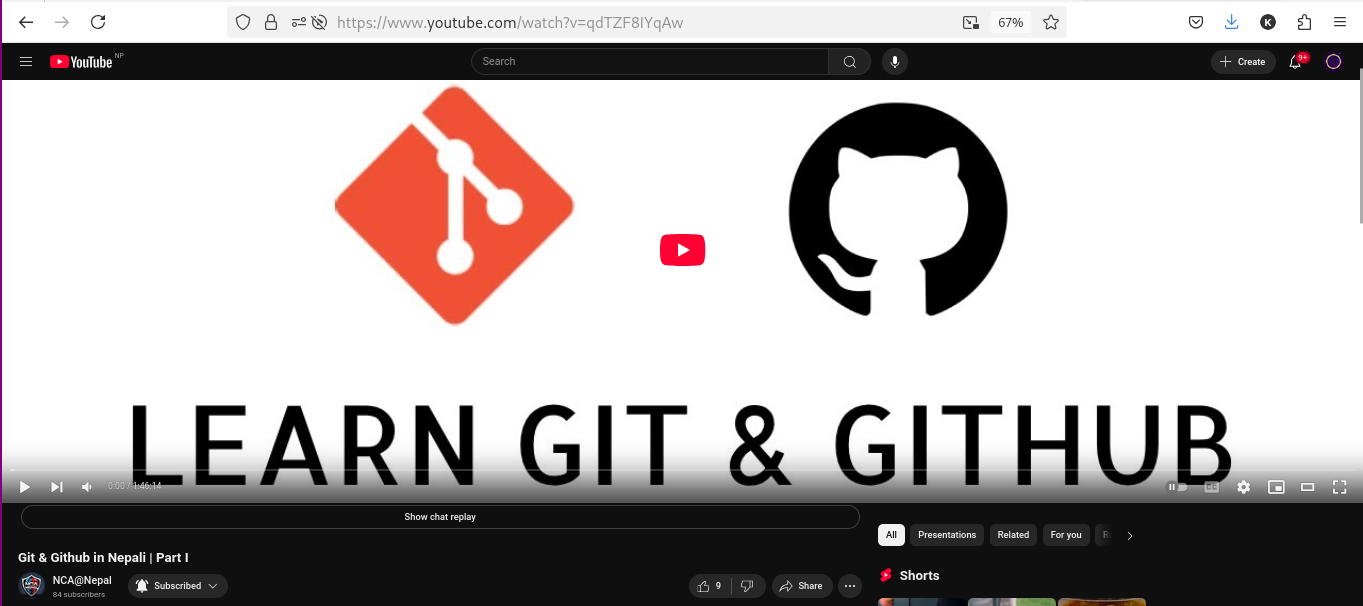 https://www.youtube.com/watch?v=qdTZF8IYqAw
67%
K
YouTube NP
Search
Create
9+
LEARN GIT & GITHUB
0:00 / 1:46:14
CC
Show chat replay
All
Presentations
Related
For you
Git & Github in Nepali | Part I
NCA@Nepal
84 subscribers
Subscribed
9
Share
Shorts